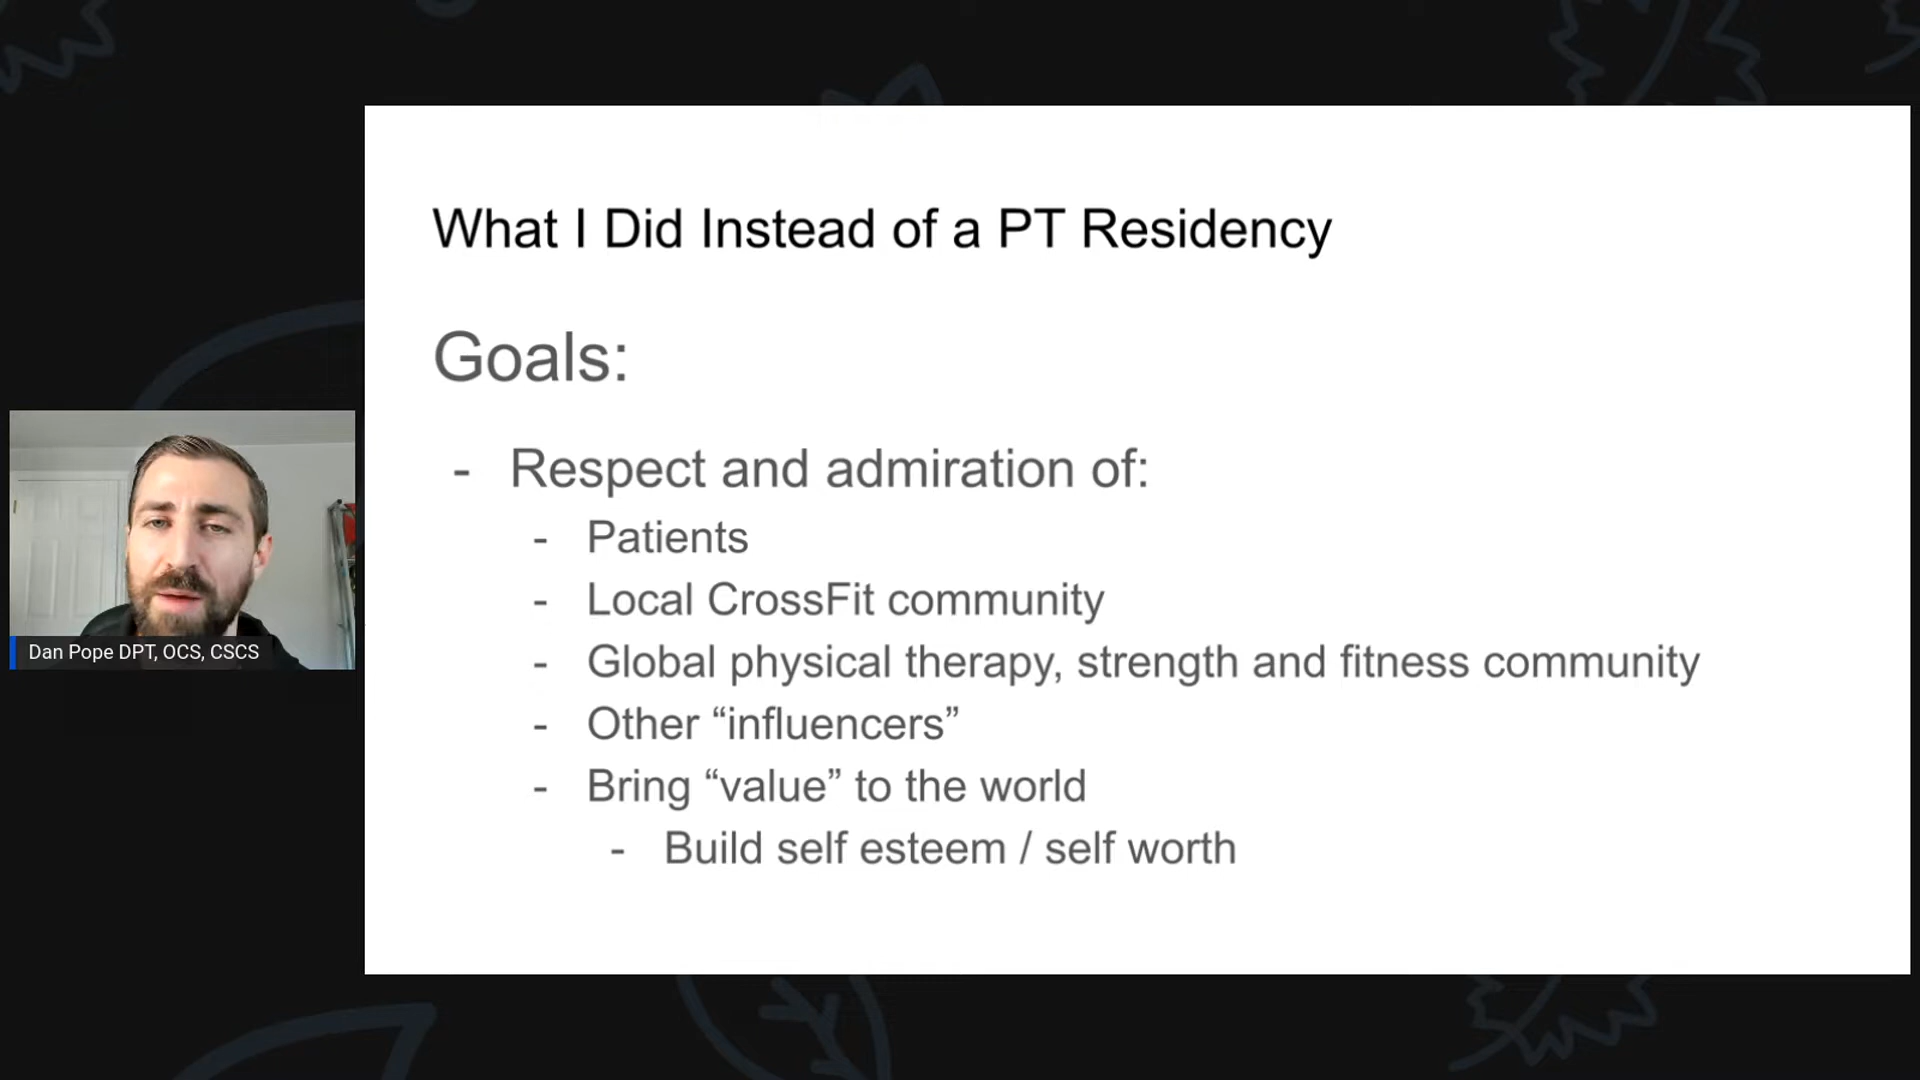 What I Did Instead of a PT Residency
Goals:
- Respect and admiration of:
- Patients
- Local CrossFit community
- Global physical therapy, strength and fitness community
- Other “influencers”
- Bring “value” to the world
- Build self esteem / self worth
Dan Pope DPT, OCS, CSCS